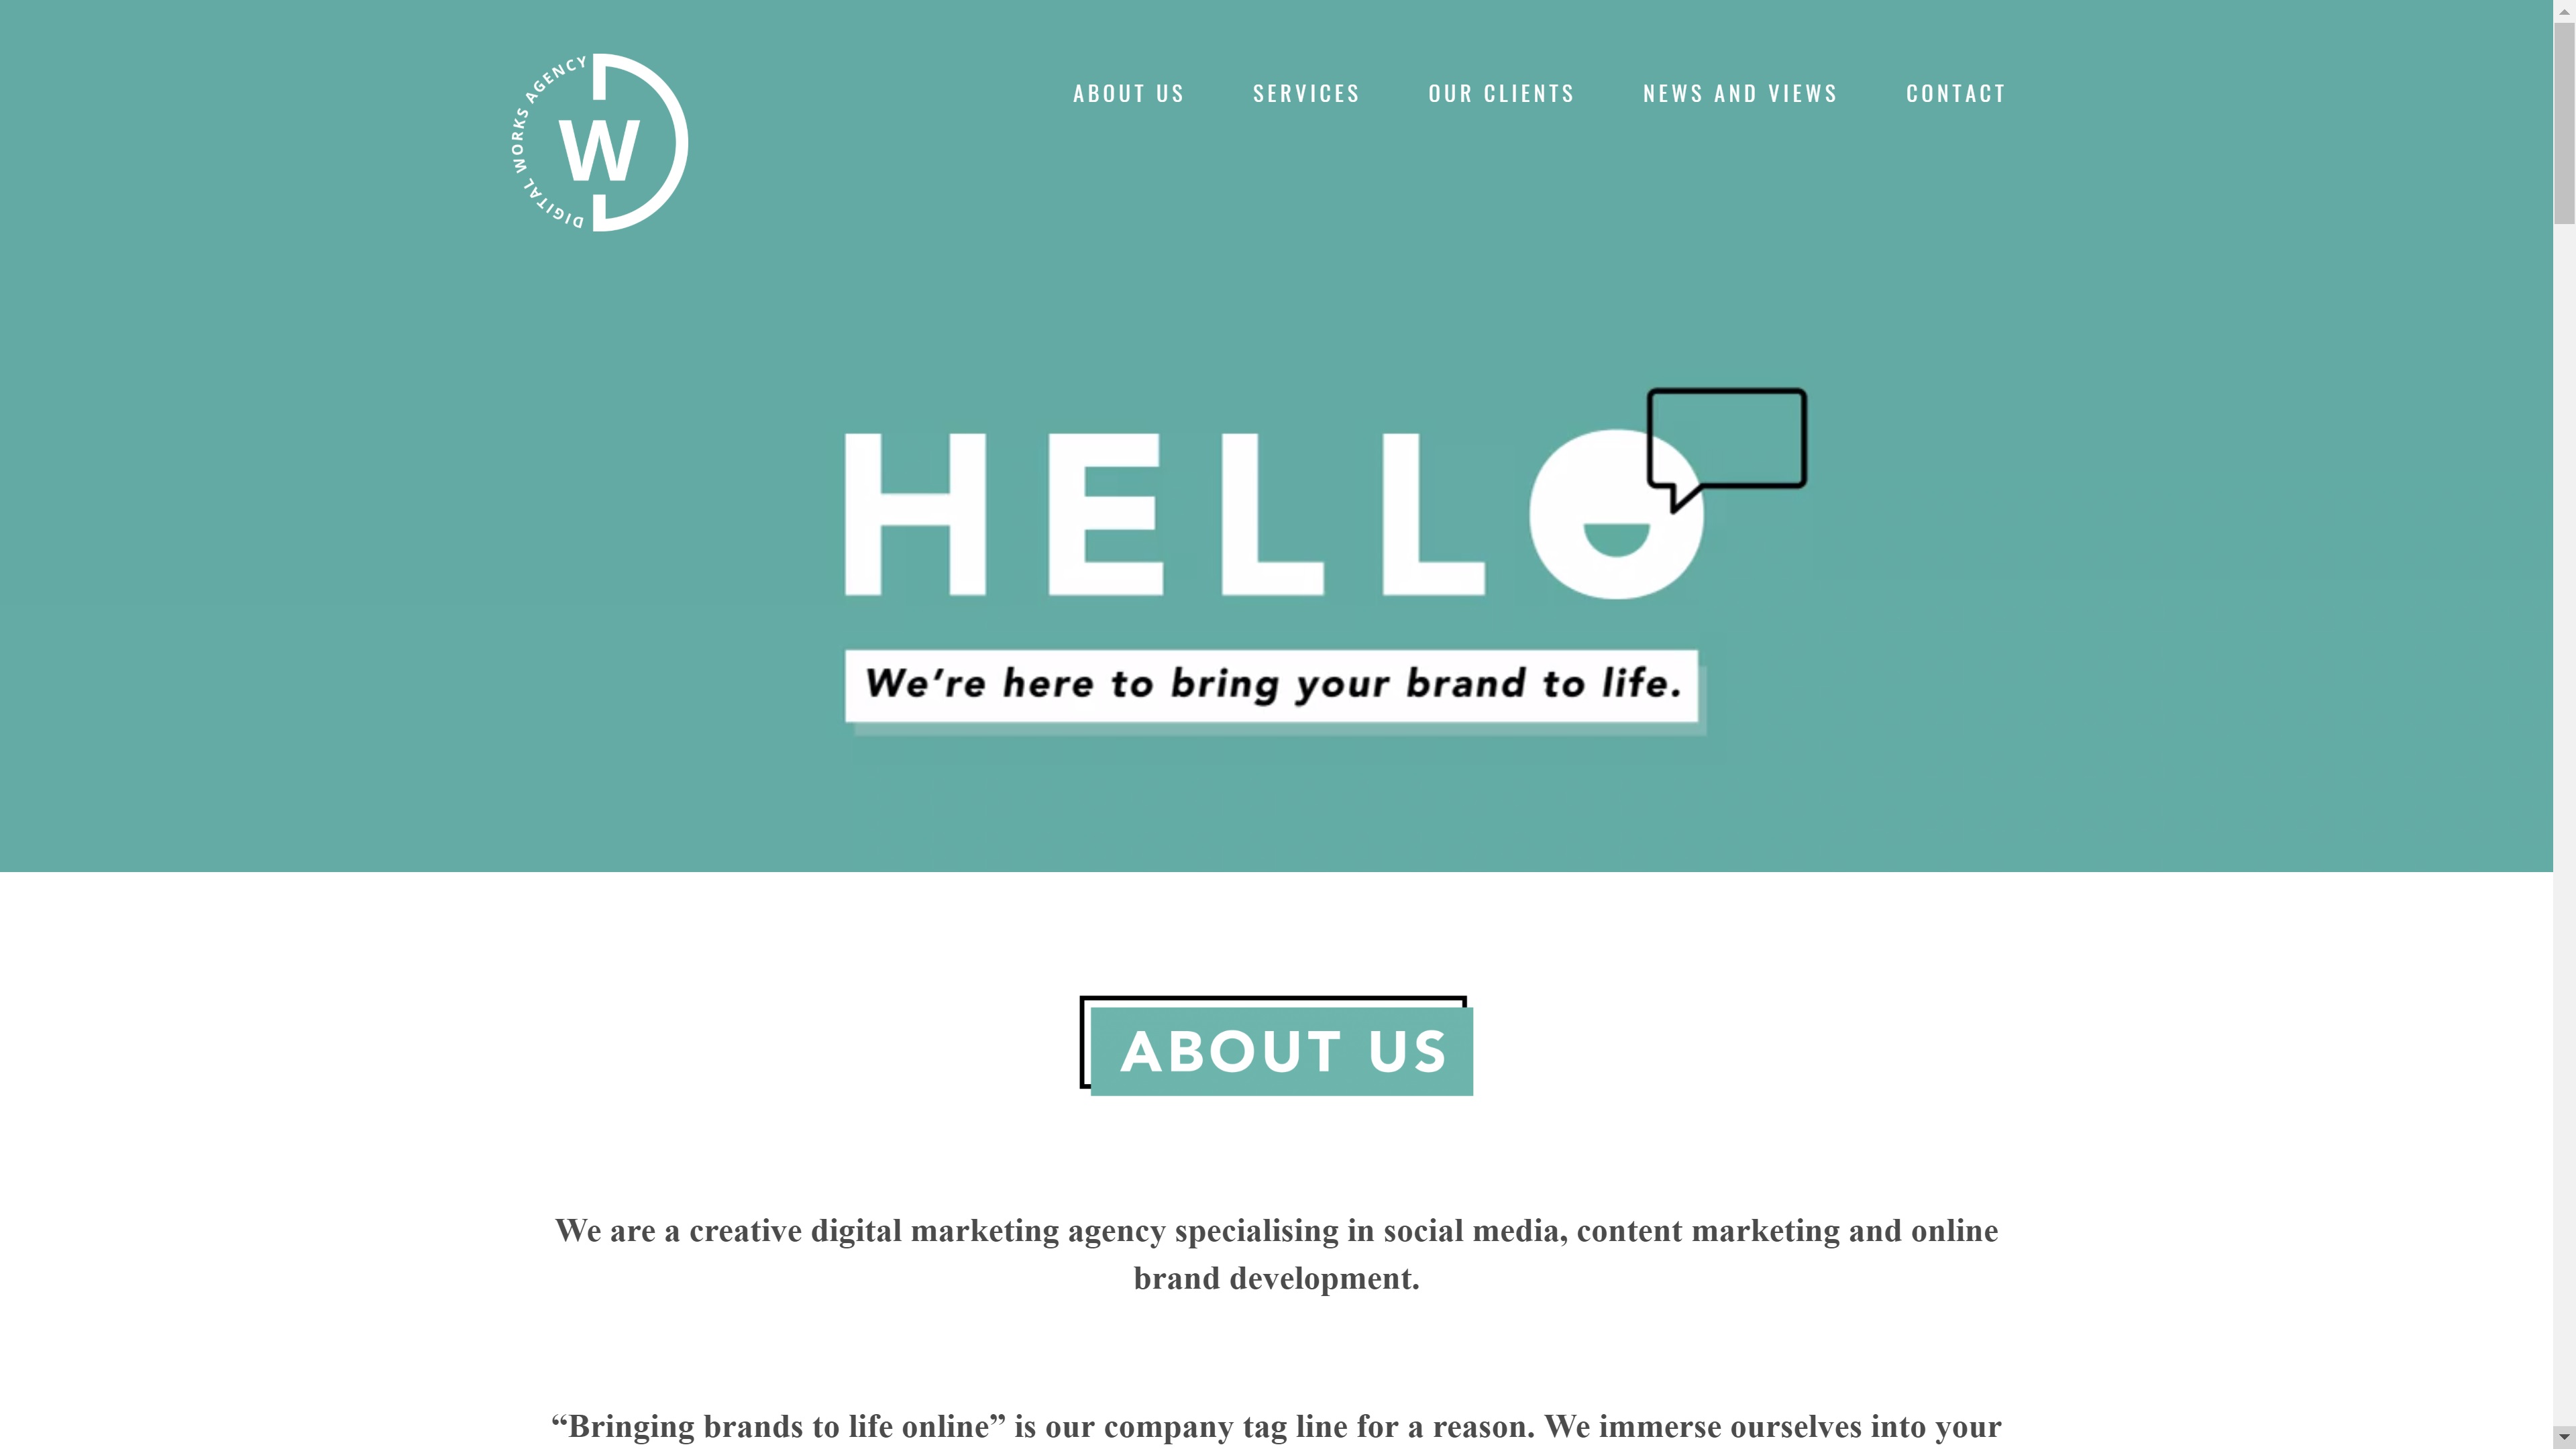 DIGITAL WORKS AGENCY
W
ABOUT US SERVICES OUR CLIENTS NEWS AND VIEWS CONTACT
HELLO
We're here to bring your brand to life.
ABOUT US
We are a creative digital marketing agency specialising in social media, content marketing and online
brand development.
“Bringing brands to life online” is our company tag line for a reason. We immerse ourselves into your